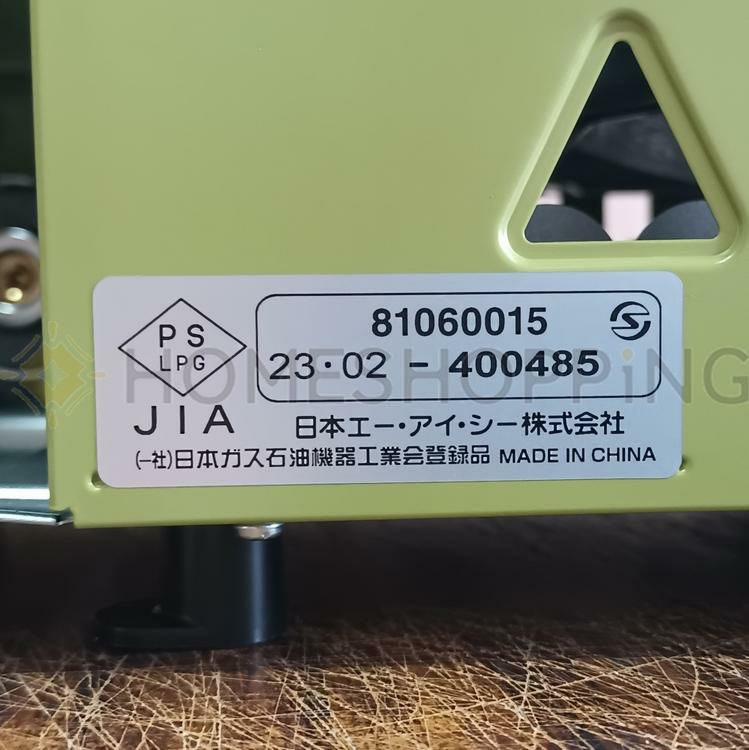 81060015
PS
LPG
23・02 - 400485
HOMESHOPPiNG
JIA
日本エー・アイ・シー株式会社
(一社)日本ガス石油機器工業会登録品 MADE IN CHINA